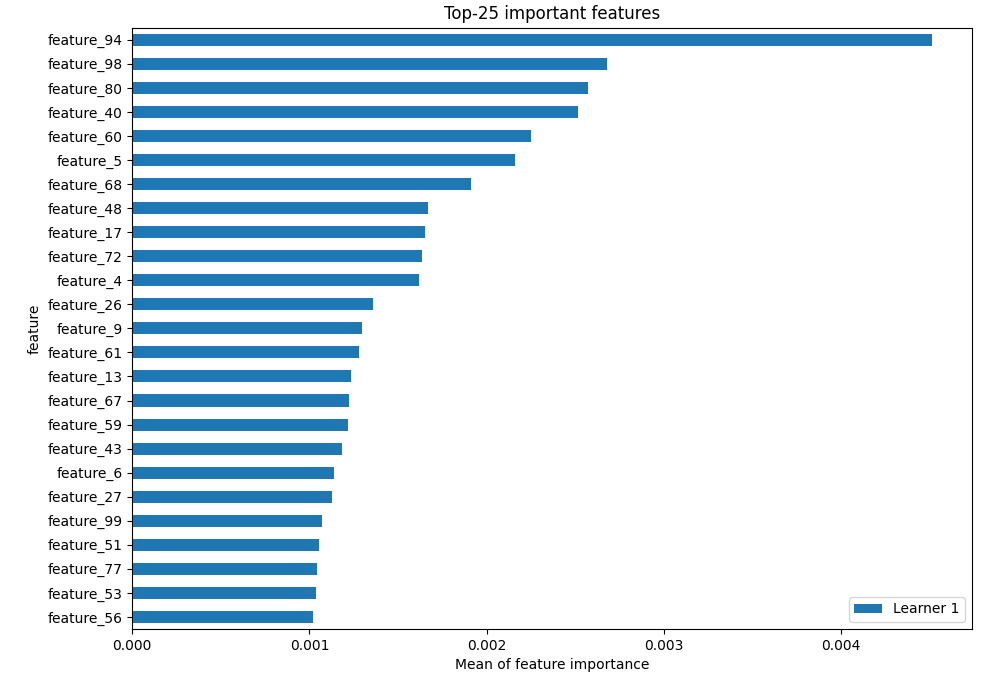 Top-25 important features
feature_94
feature_98
feature_80
feature_40
feature_60
feature_5
feature_68
feature_48
feature_17
feature_72
feature_4
feature_26
feature_9
feature_61
feature_13
feature_67
feature_59
feature_43
feature_6
feature_27
feature_99
feature_51
feature_77
feature_53
feature_56
feature
Learner 1
0.000 0.001 0.002 0.003 0.004
Mean of feature importance